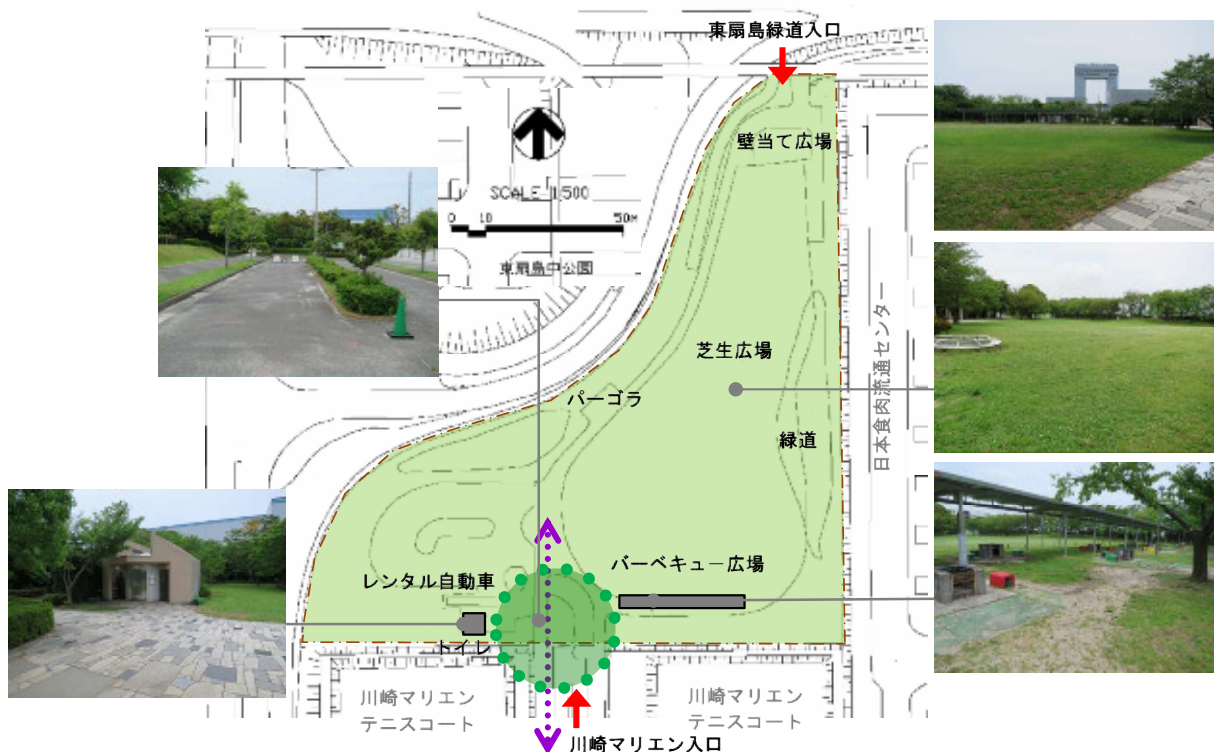 東扇島緑道入口
壁当て広場
SCALE 1:500
0 10 50M
東扇島中公園
芝生広場
日本食肉流通センター
パーゴラ
緑道
バーベキュー広場
レンタル自動車
トイレ
川崎マリエン
テニスコート
川崎マリエン
テニスコート
川崎マリエン入口